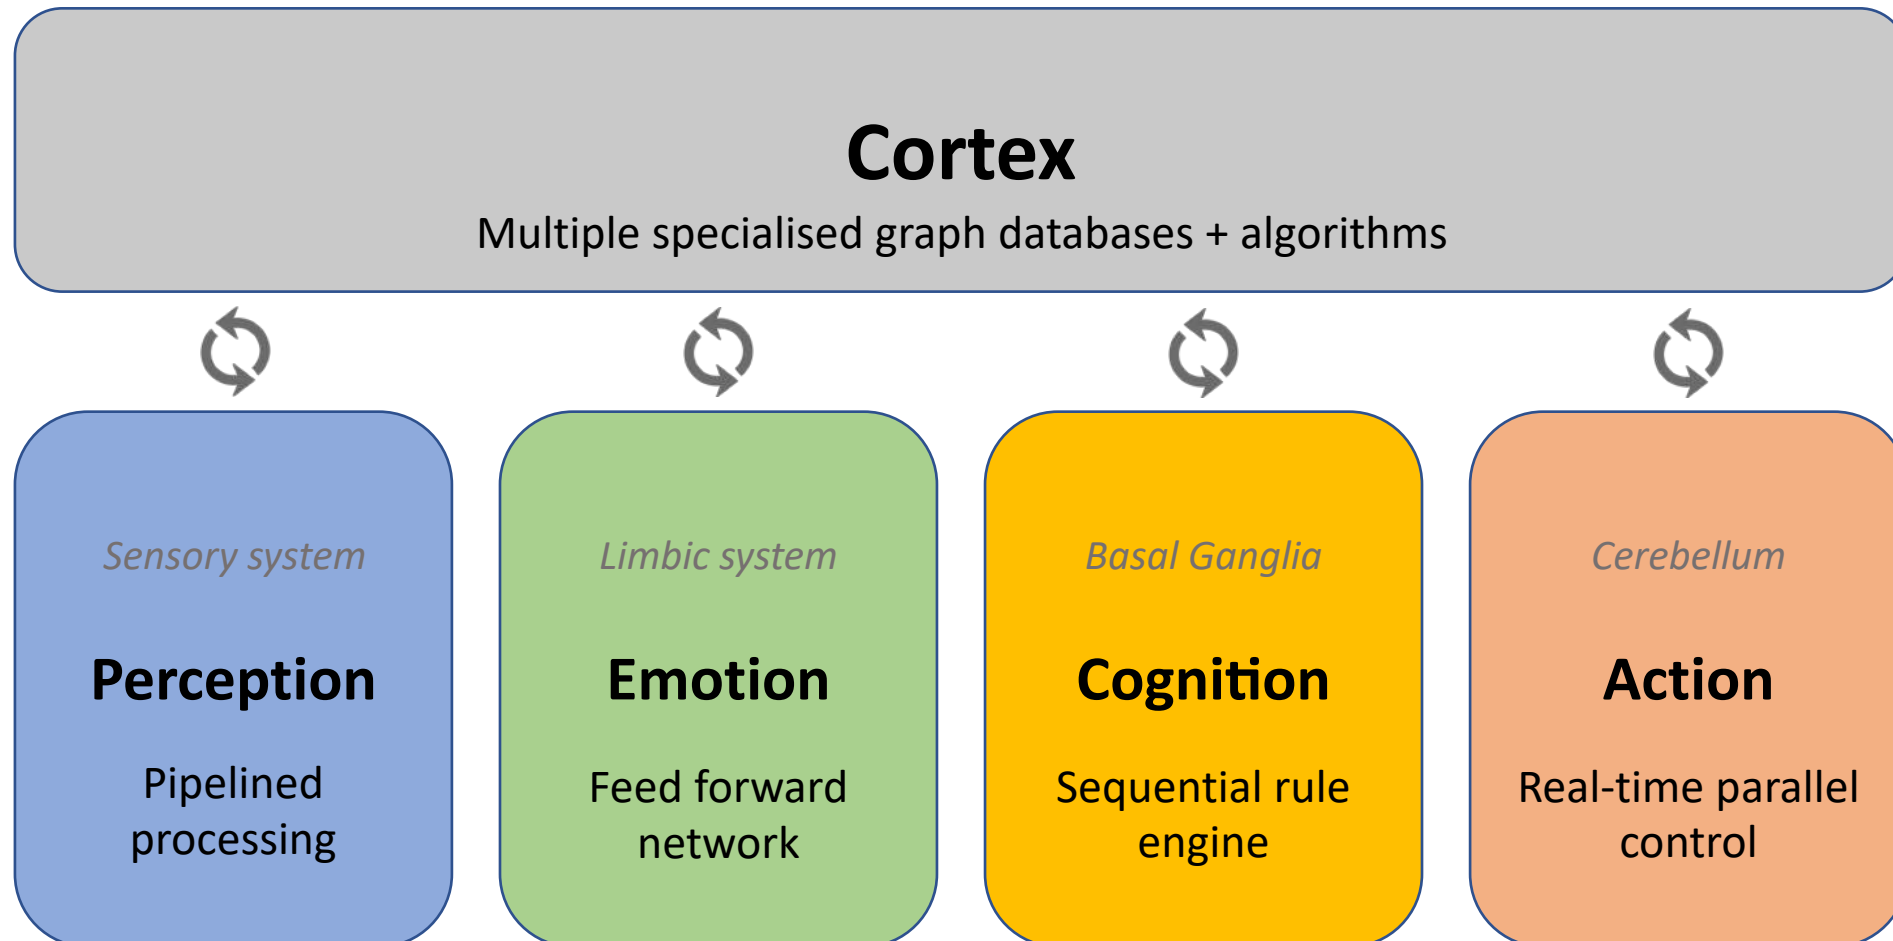 Cortex
Multiple specialised graph databases + algorithms
Sensory system
Perception
Pipelined
processing
Limbic system
Emotion
Feed forward
network
Basal Ganglia
Cognition
Sequential rule
engine
Cerebellum
Action
Real-time parallel
control